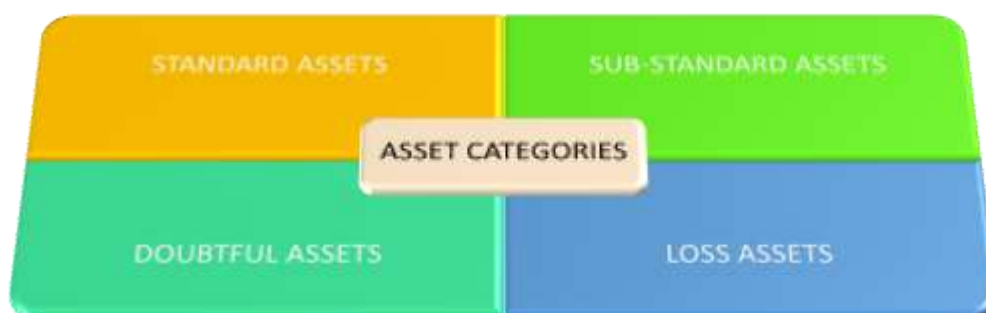 STANDARD ASSETS
SUB-STANDARD ASSETS
ASSET CATEGORIES
DOUBTFUL ASSETS
LOSS ASSETS